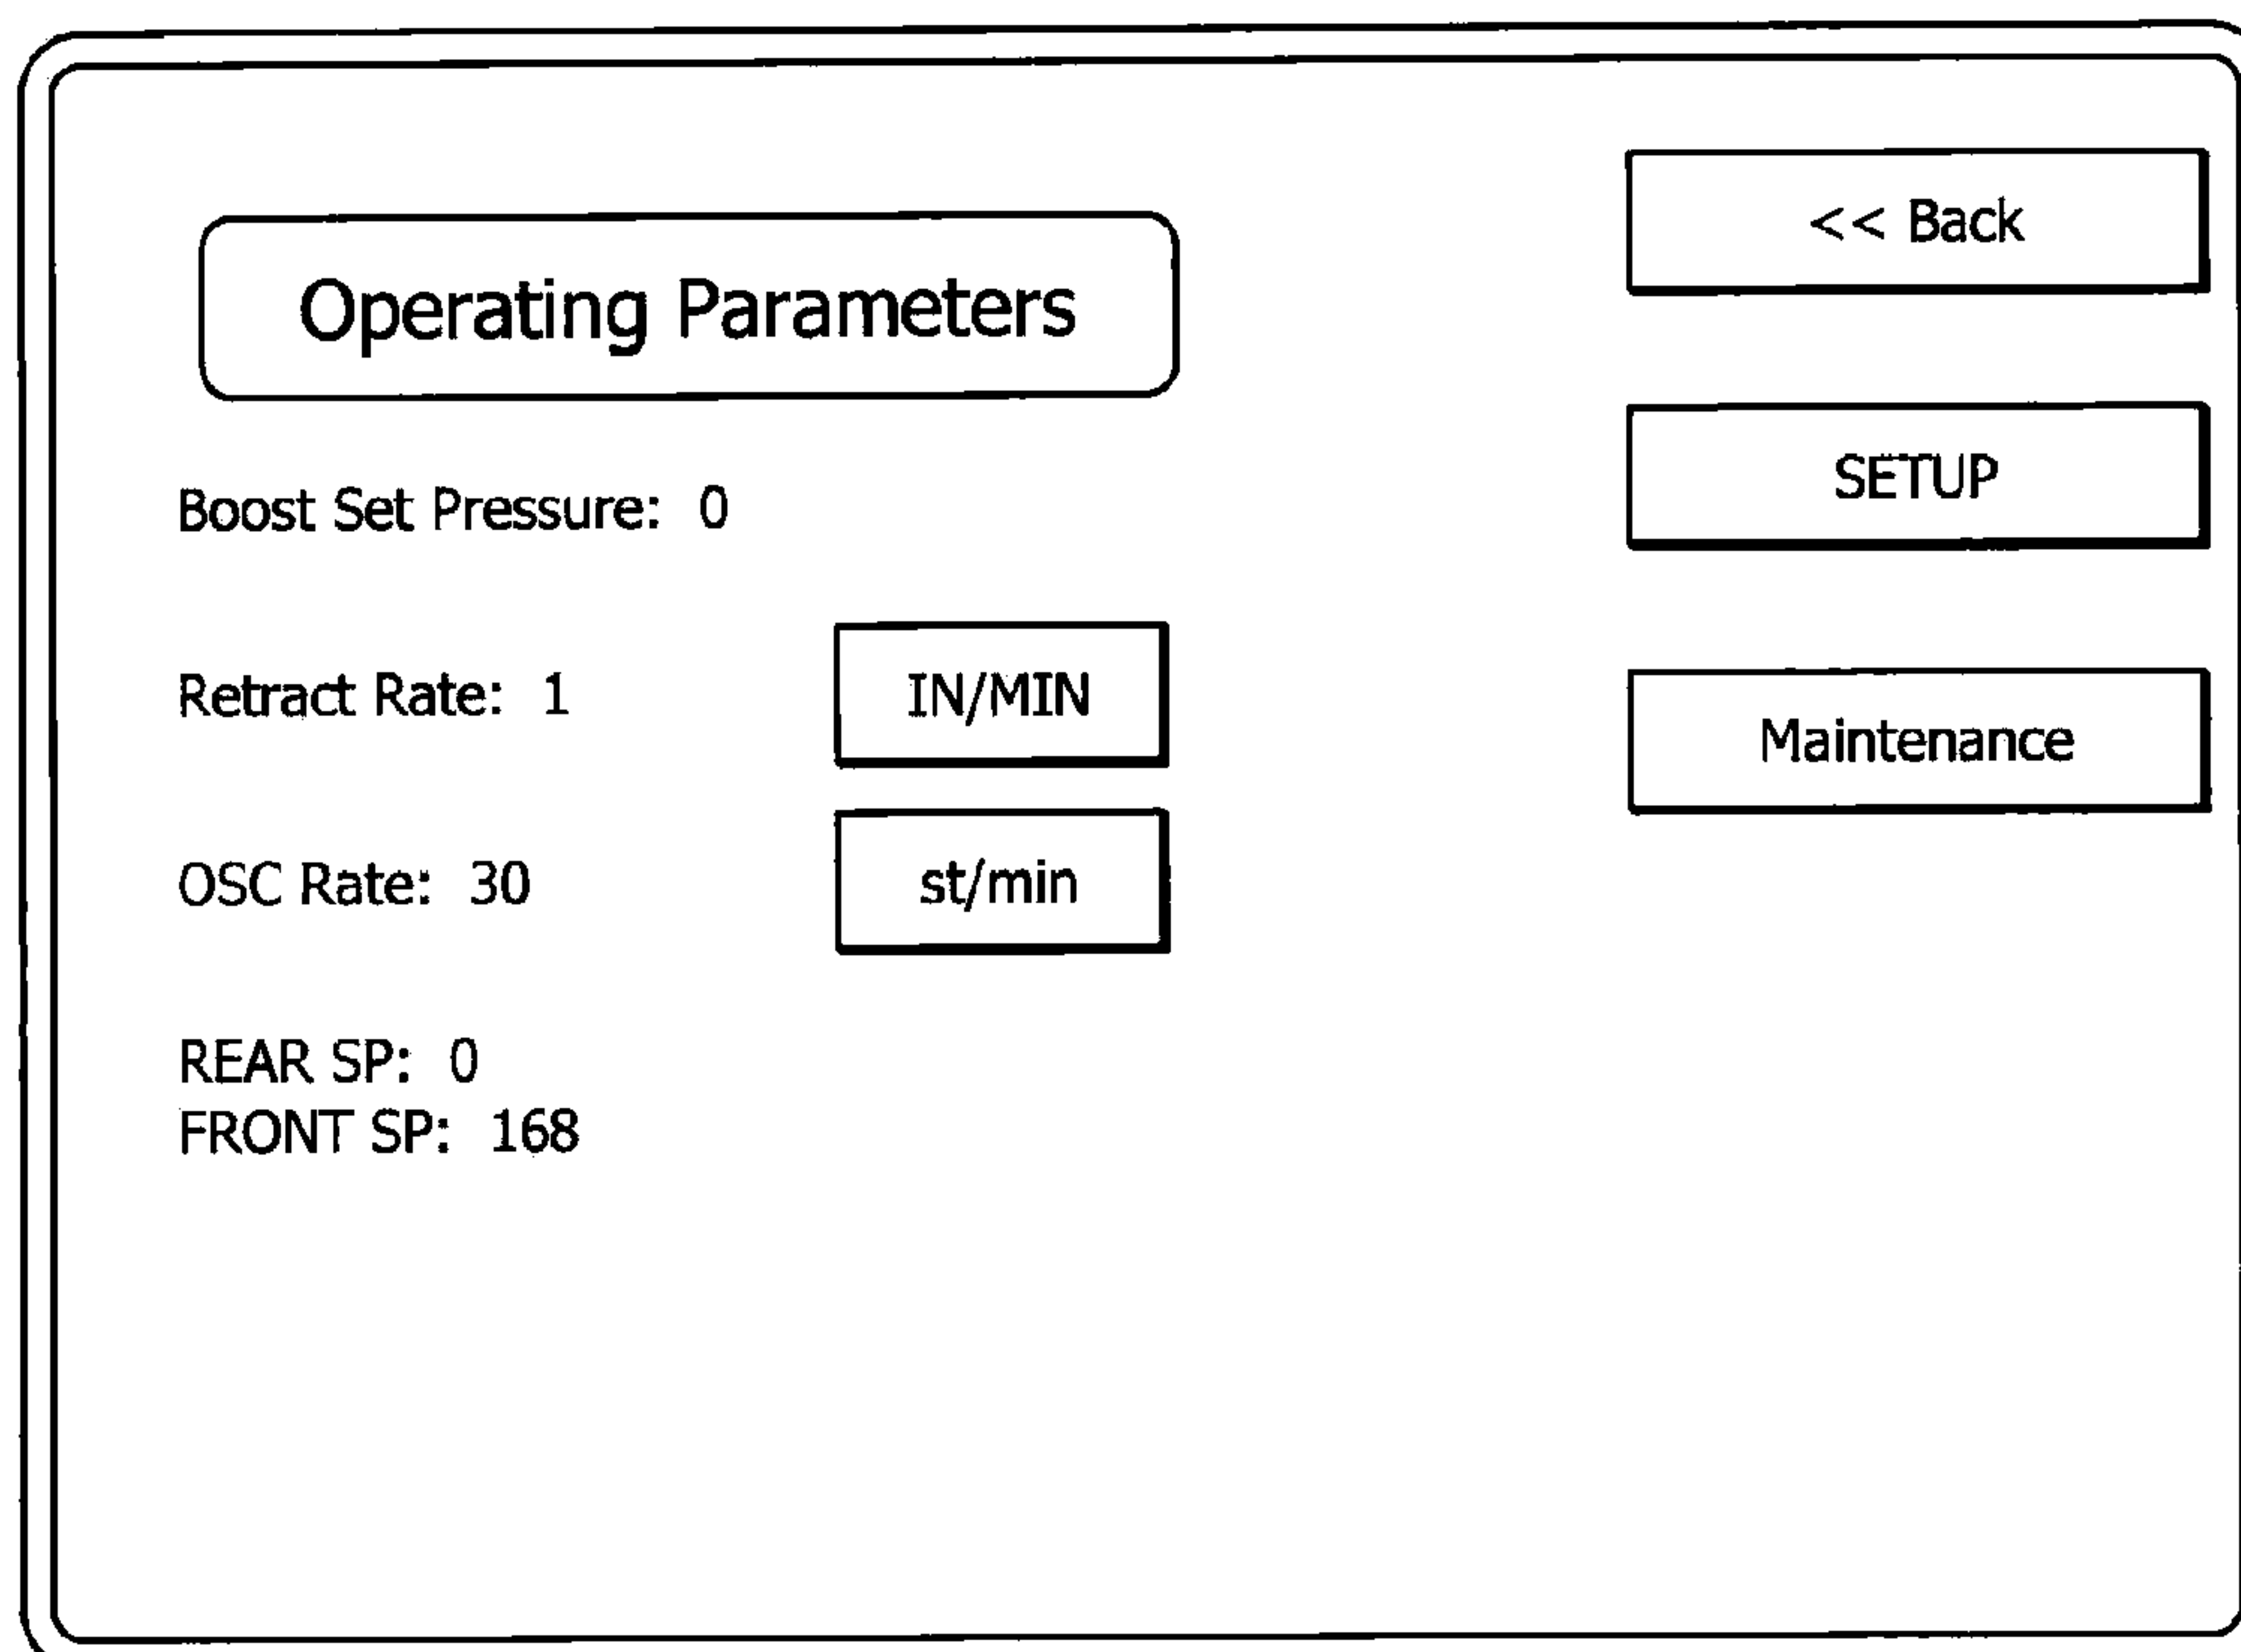 Operating Parameters
<< Back
Boost Set Pressure: 0
SETUP
Retract Rate: 1
IN/MIN
Maintenance
OSC Rate: 30
st/min
REAR SP: 0
FRONT SP: 168